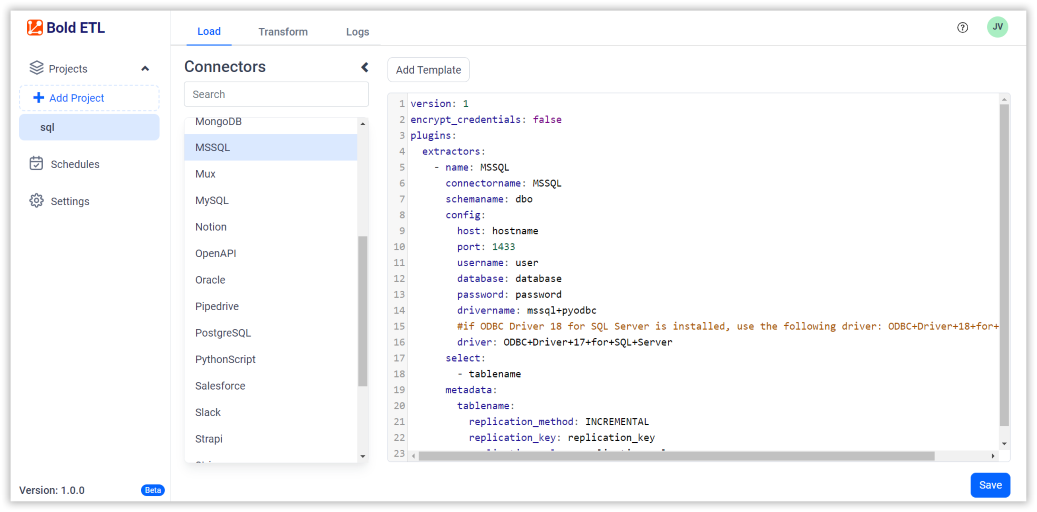 Bold ETL
Load
Transform
Logs
JV
Projects
Add Project
sql
Schedules
Settings
Version: 1.0.0
Beta
Connectors
Search
MongoDB
MSSQL
Mux
MySQL
Notion
OpenAPI
Oracle
Pipedrive
PostgreSQL
PythonScript
Salesforce
Slack
Strapi
Add Template
1 version: 1
2 encrypt_credentials: false
3 plugins:
4 extractors:
5 - name: MSSQL
6 connectorname: MSSQL
7 schemaname: dbo
8 config:
9 host: hostname
10 port: 1433
11 username: user
12 database: database
13 password: password
14 drivername: mssql+pyodbc
15 #if ODBC Driver 18 for SQL Server is installed, use the following driver: ODBC+Driver+18+for+
16 driver: ODBC+Driver+17+for+SQL+Server
17 select:
18 - tablename
19 metadata:
20 tablename:
21 replication_method: INCREMENTAL
22 replication_key: replication_key
23
Save